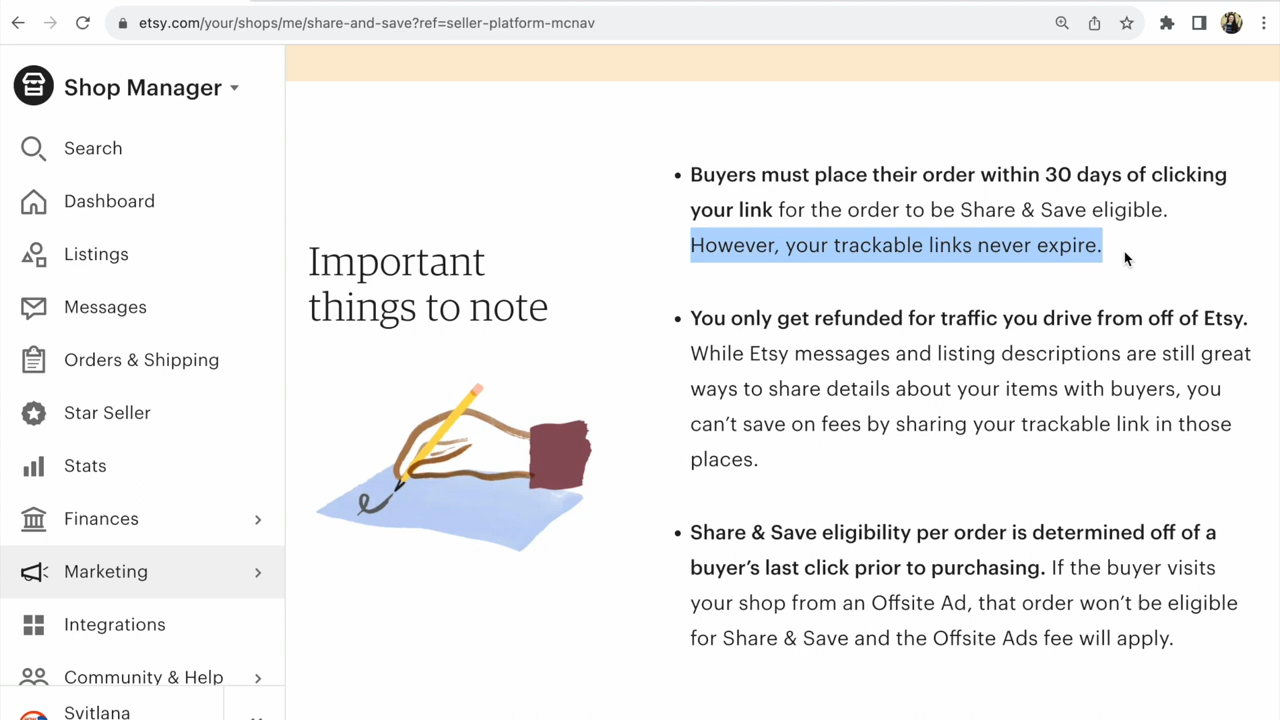 etsy.com/your/shops/me/share-and-save?ref=seller-platform-mcnav
Shop Manager
Search
Dashboard
Listings
Messages
Orders & Shipping
Star Seller
Stats
Finances
Marketing
Integrations
Community & Help
Svitlana
Important
things to note
• Buyers must place their order within 30 days of clicking
your link for the order to be Share & Save eligible.
However, your trackable links never expire.
• You only get refunded for traffic you drive from off of Etsy.
While Etsy messages and listing descriptions are still great
ways to share details about your items with buyers, you
can’t save on fees by sharing your trackable link in those
places.
• Share & Save eligibility per order is determined off of a
buyer’s last click prior to purchasing. If the buyer visits
your shop from an Offsite Ad, that order won’t be eligible
for Share & Save and the Offsite Ads fee will apply.